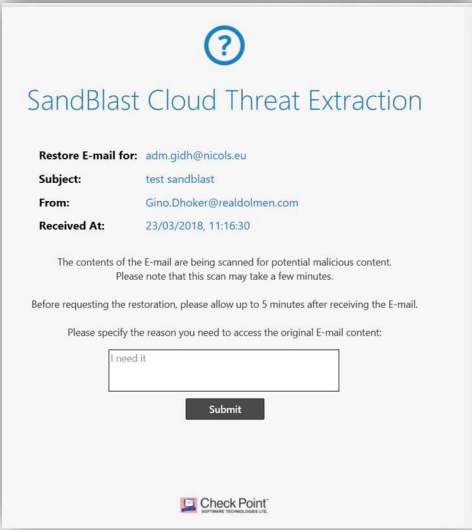 ?
SandBlast Cloud Threat Extraction
Restore E-mail for: adm.gidh@nicols.eu
Subject: test sandblast
From: Gino.Dhoker@realdolmen.com
Received At: 23/03/2018, 11:16:30
The contents of the E-mail are being scanned for potential malicious content.
Please note that this scan may take a few minutes.
Before requesting the restoration, please allow up to 5 minutes after receiving the E-mail.
Please specify the reason you need to access the original E-mail content:
I need it
Submit
Check Point
SOFTWARE TECHNOLOGIES LTD.